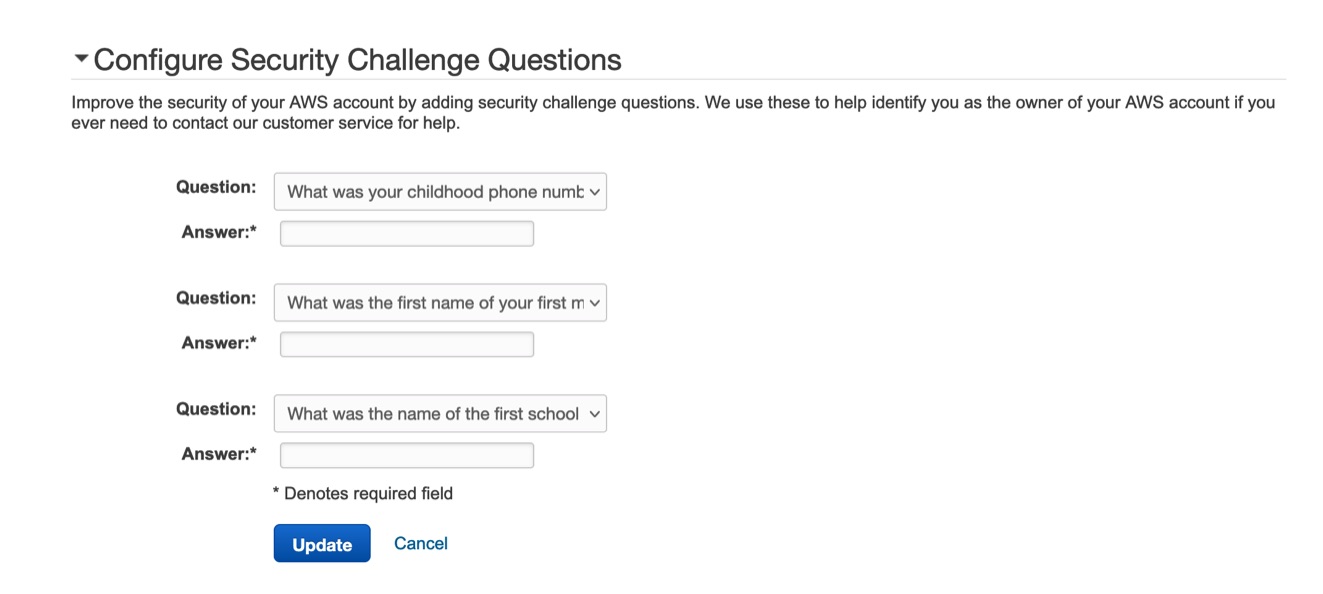 Configure Security Challenge Questions
Improve the security of your AWS account by adding security challenge questions. We use these to help identify you as the owner of your AWS account if you
ever need to contact our customer service for help.
Question: What was your childhood phone numb
Answer:*
Question: What was the first name of your first m
Answer:*
Question: What was the name of the first school
Answer:*
* Denotes required field
Update Cancel